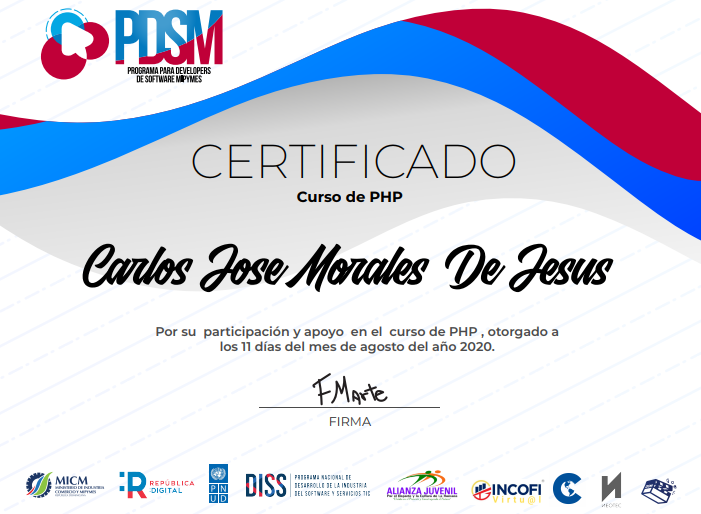 PDSM
PROGRAMA PARA DEVELOPERS
DE SOFTWARE MIPYMES
CERTIFICADO
Curso de PHP
Carlos Jose Morales De Jesus
Por su participación y apoyo en el curso de PHP , otorgado a
los 11 días del mes de agosto del año 2020.
FMarte
FIRMA
MICM
MINISTERIO DE INDUSTRIA
COMERCIO Y MIPYMES
REPÚBLICA
DIGITAL
PN
UD
DISS
PROGRAMA NACIONAL DE
DESARROLLO DE LA INDUSTRIA
DEL SOFTWARE Y SERVICIOS TIC
ALIANZA JUVENIL
INCOFI
Virtual
NEOTEC